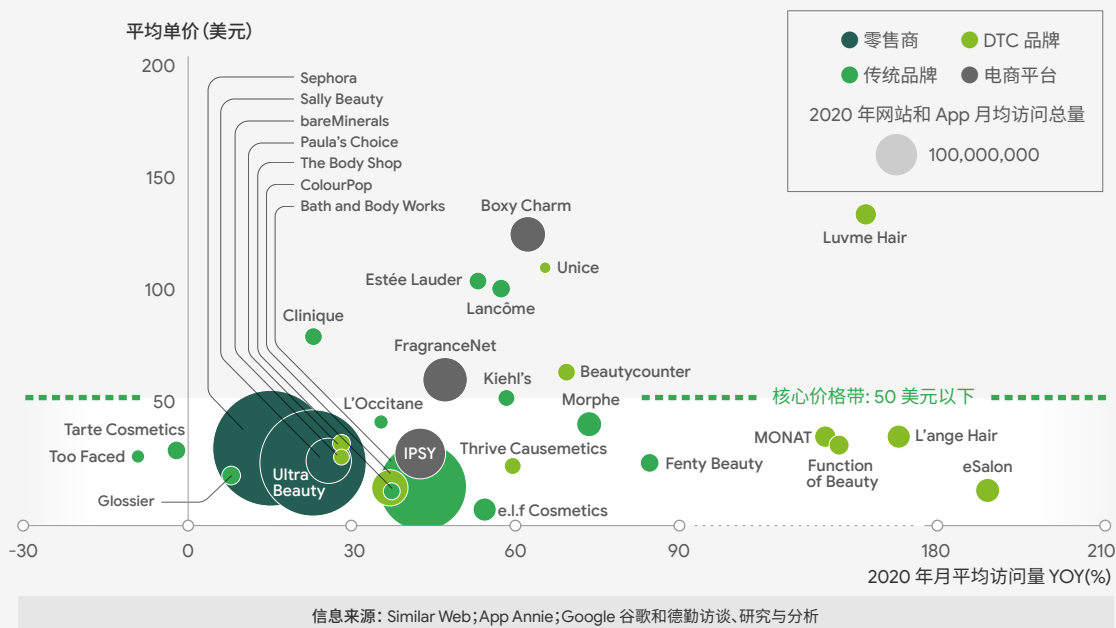 平均单价（美元）
零售商
DTC 品牌
传统品牌
电商平台
2020 年网站和 App 月均访问总量
100,000,000
200
150
100
50
Sephora
Sally Beauty
bareMinerals
Paula's Choice
The Body Shop
ColourPop
Bath and Body Works
Boxy Charm
Luvme Hair
Unice
Estée Lauder
Lancôme
Clinique
FragranceNet
Kiehl's
Beautycounter
核心价格带: 50 美元以下
L'Occitane
Morphe
Tarte Cosmetics
Too Faced
Glossier
Ultra
Beauty
IPSY
Thrive Causemetics
MONAT
L'ange Hair
Function
of Beauty
Fenty Beauty
eSalon
e.l.f Cosmetics
-30
0
30
60
90
180
210
2020 年月平均访问量 YOY(%)
信息来源：Similar Web；App Annie；Google 谷歌和德勤访谈、研究与分析